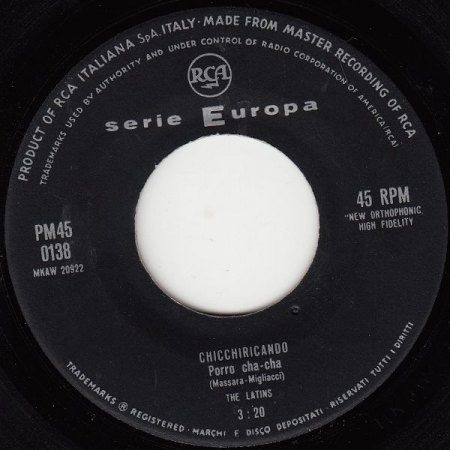 PRODUCT OF RCA ITALIANA SpA. ITALY - MADE FROM MASTER RECORDING OF RCA
TRADEMARKS USED BY AUTHORITY AND UNDER CONTROL OF RADIO CORPORATION OF AMERICA (RCA)
RCA
serie Europa
PM45
0138
MKAW 20922
45 RPM
"NEW ORTHOPHONIC"
HIGH FIDELITY
CHICCHIRICANDO
Porro cha-cha
(Massara-Migliacci)
THE LATINS
3:20
TRADEMARKS ® REGISTERED - MARCHI E DISCO DEPOSITATI - RISERVATI TUTTI I DIRITTI